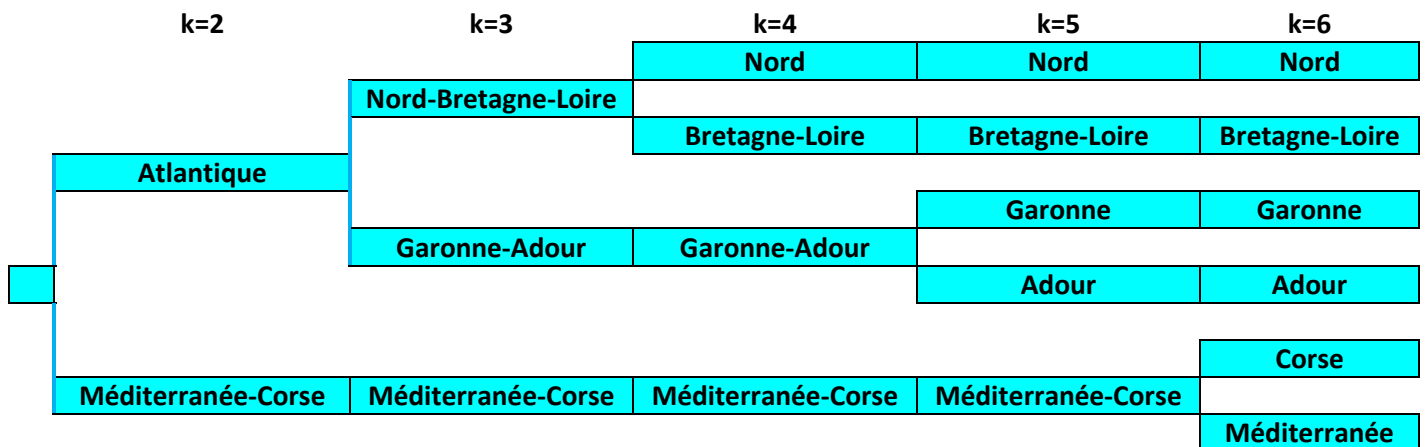 k=2 k=3 k=4 k=5 k=6
Nord Nord Nord
Nord-Bretagne-Loire
Bretagne-Loire Bretagne-Loire Bretagne-Loire
Atlantique
Garonne Garonne
Garonne-Adour Garonne-Adour
Adour Adour
Corse
Méditerranée-Corse Méditerranée-Corse Méditerranée-Corse Méditerranée-Corse
Méditerranée